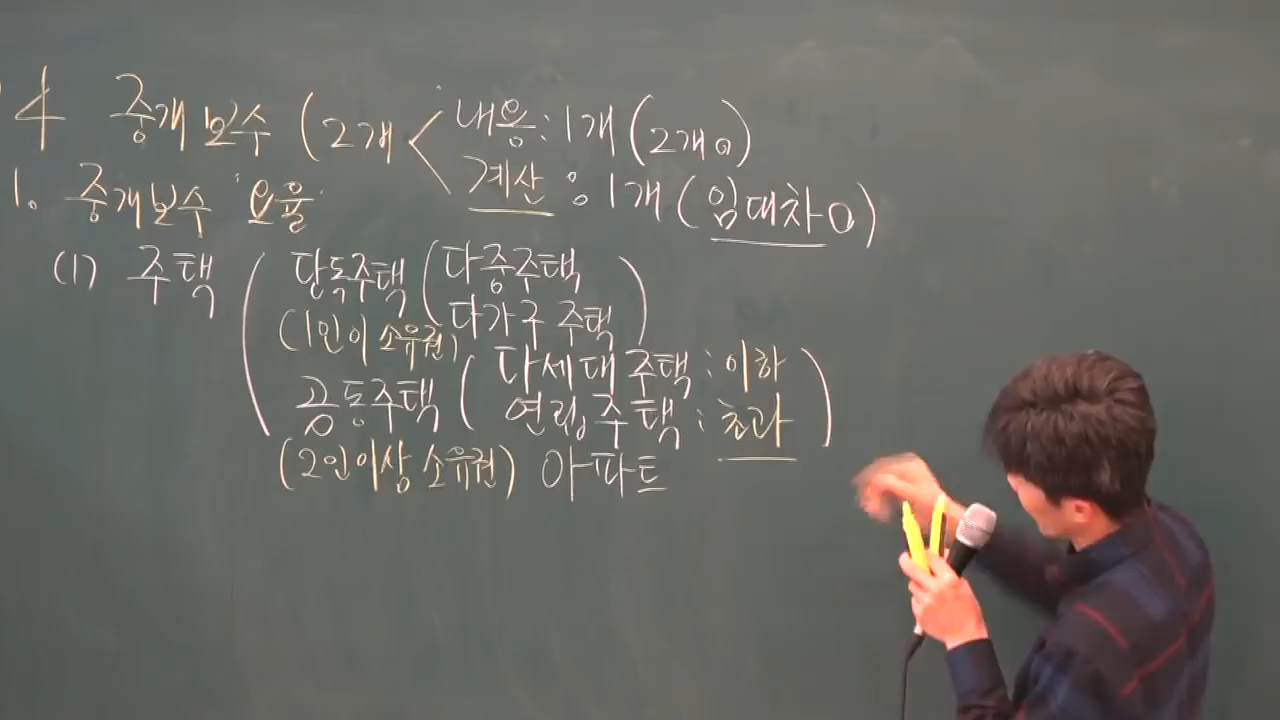 4 중개보수 (2개 < 내용 : 1개 (2개 0)
계산 : 1개 (임대차 0)
1. 중개보수 '요율'
(1) 주택 ( 단독주택 ( 다중주택
(1인이 소유권) 다가구 주택 )
공동주택 ( 다세대 주택 : 이하
연립주택 : 초과 )
(2인이상 소유권) 아파트